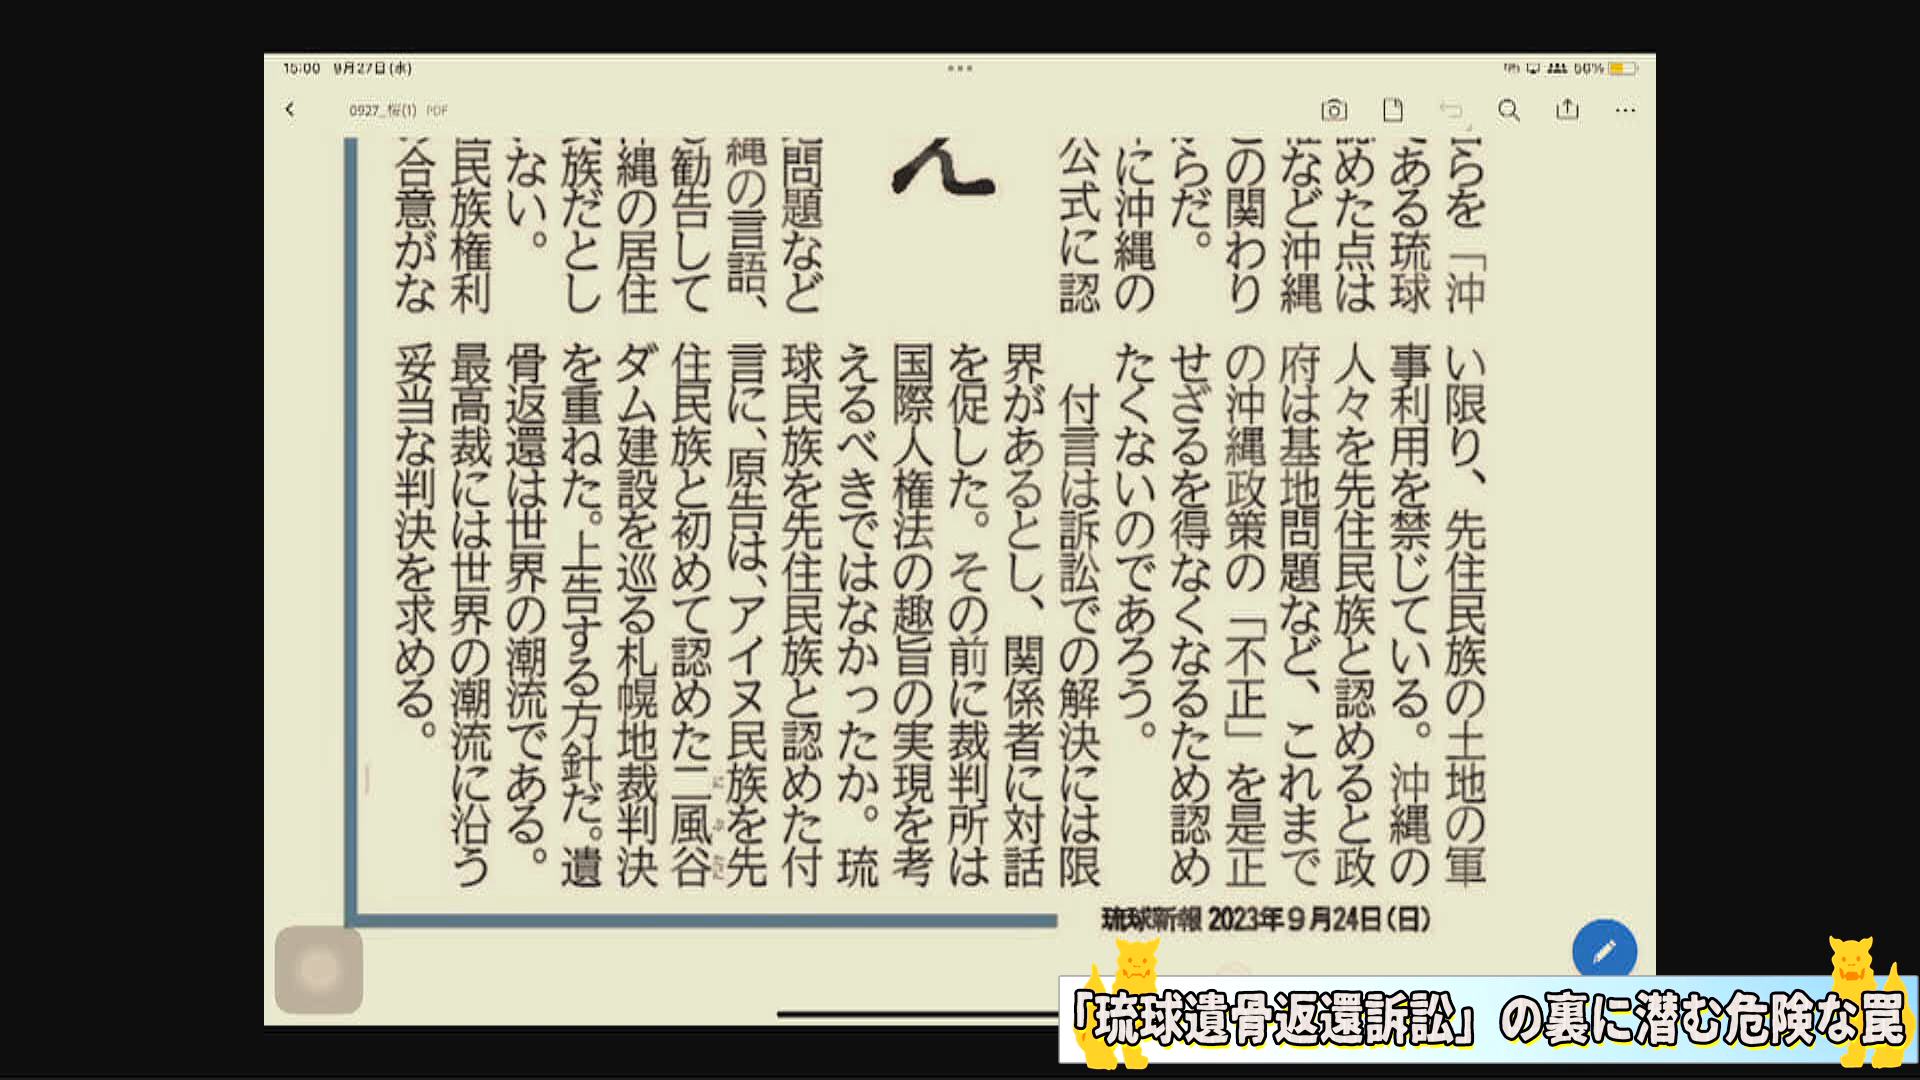 15:00 9月27日(水)
56%
0927_桜(1) PDF
らを「沖
ある琉球
認めた点は
など沖縄
の関わり
らだ。
に沖縄の
公式に認
ん
問題など
縄の言語、
勧告して
縄の居住
族だとし
ない。
民族権利
合意がな
い限り、先住民族の土地の軍
事利用を禁じている。沖縄の
人々を先住民族と認めると政
府は基地問題など、これまで
の沖縄政策の「不正」を是正
せざるを得なくなるため認め
たくないのであろう。
付言は訴訟での解決には限
界があるとし、関係者に対話
を促した。その前に裁判所は
国際人権法の趣旨の実現を考
えるべきではなかったか。琉
球民族を先住民族と認めた付
言に、原告は、アイヌ民族を先
住民族と初めて認めた二風谷
にぶたに
ダム建設を巡る札幌地裁判決
を重ねた。上告する方針だ。遺
骨返還は世界の潮流である。
最高裁には世界の潮流に沿う
妥当な判決を求める。
琉球新報 2023年9月24日(日)
「琉球遺骨返還訴訟」の裏に潜む危険な罠